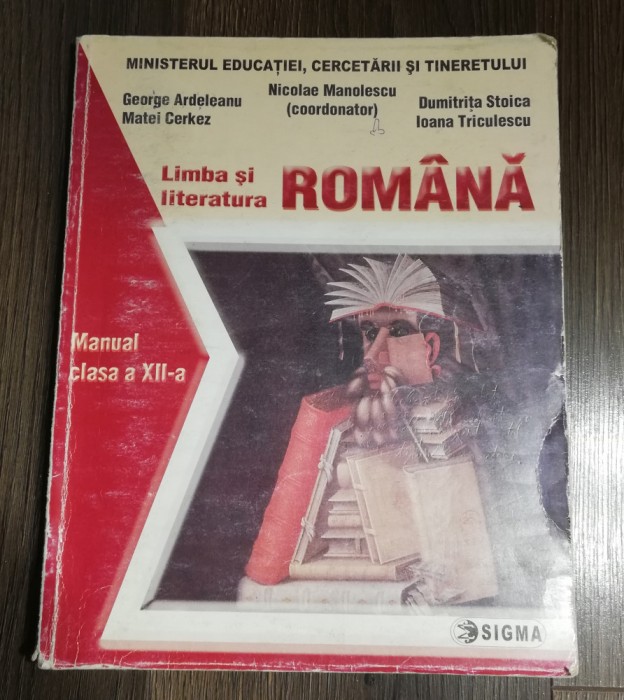 MINISTERUL EDUCAȚIEI, CERCETĂRII ȘI TINERETULUI
George Ardeleanu
Matei Cerkez
Nicolae Manolescu
(coordonator)
Dumitrița Stoica
Ioana Triculescu
Limba și
literatura
ROMÂNĂ
Manual
clasa a XII-a
SIGMA